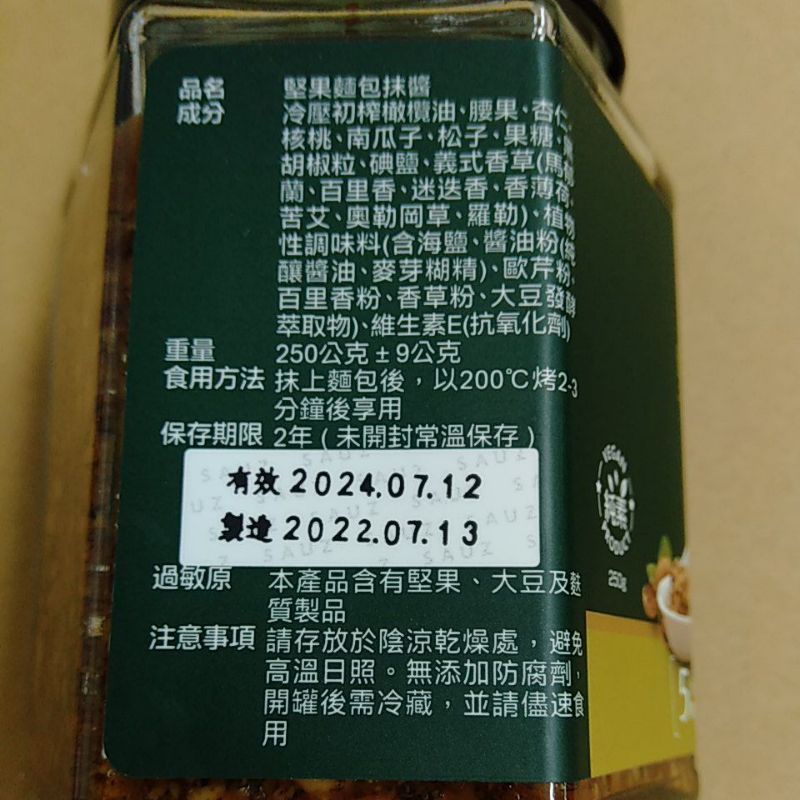 品名 堅果麵包抹醬
成分 冷壓初榨橄欖油、腰果、杏仁、
核桃、南瓜子、松子、果糖、
胡椒粒、碘鹽、義式香草(馬
蘭、百里香、迷迭香、香薄荷、
苦艾、奧勒岡草、羅勒)、植物
性調味料(含海鹽、醬油粉(純
釀醬油、麥芽糊精)、歐芹粉、
百里香粉、香草粉、大豆發酵
萃取物)、維生素E(抗氧化劑)
重量 250公克±9公克
食用方法 抹上麵包後，以200℃烤2-3
分鐘後享用
保存期限 2年(未開封常溫保存)
有效 2024.07.12
製造 2022.07.13
過敏原 本產品含有堅果、大豆及麩
質製品
注意事項 請存放於陰涼乾燥處，避免
高溫日照。無添加防腐劑，
開罐後需冷藏，並請儘速食
用
VEGAN
純素
250g